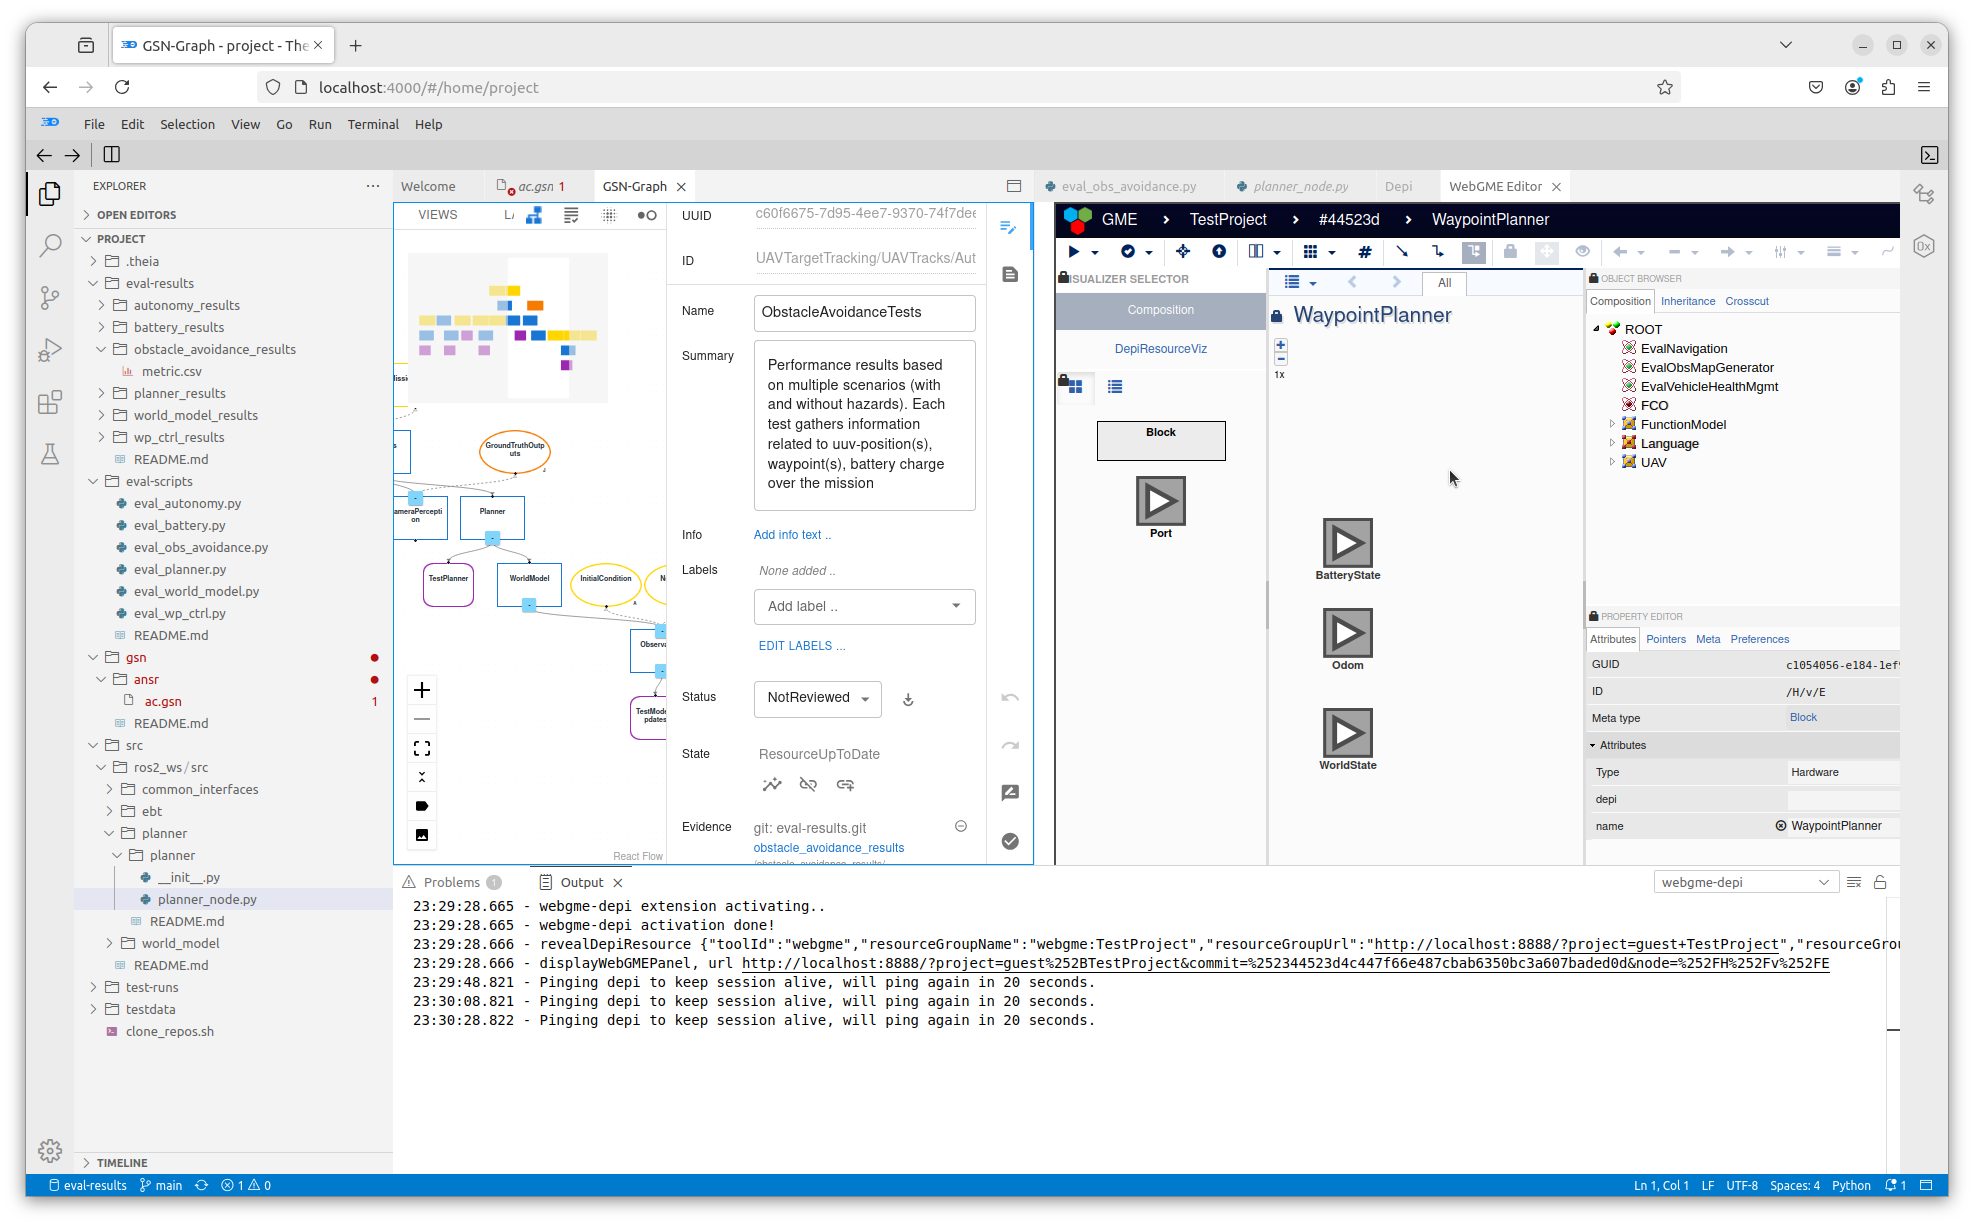 GSN-Graph - project - The
localhost:4000/#/home/project
File Edit Selection View Go Run Terminal Help
EXPLORER
OPEN EDITORS
PROJECT
.theia
eval-results
autonomy_results
battery_results
obstacle_avoidance_results
metric.csv
planner_results
world_model_results
wp_ctrl_results
README.md
eval-scripts
eval_autonomy.py
eval_battery.py
eval_obs_avoidance.py
eval_planner.py
eval_world_model.py
eval_wp_ctrl.py
README.md
gsn
ansr
ac.gsn 1
README.md
src
ros2_ws/src
common_interfaces
ebt
planner
planner
__init__.py
planner_node.py
README.md
world_model
README.md
test-runs
testdata
clone_repos.sh
TIMELINE
Welcome ac.gsn 1 GSN-Graph
VIEWS
GroundTruthOutp
uts
ameraPercepti
on
Planner
TestPlanner
WorldModel
InitialCondition
Observa
TestMode
pdates
React Flow
UUID c60f6675-7d95-4ee7-9370-74f7dee
ID UAVTargetTracking/UAVTracks/Aut
Name ObstacleAvoidanceTests
Summary Performance results based
on multiple scenarios (with
and without hazards). Each
test gathers information
related to uuv-position(s),
waypoint(s), battery charge
over the mission
Info Add info text ..
Labels None added ..
Add label ..
EDIT LABELS ...
Status NotReviewed
State ResourceUpToDate
Evidence git: eval-results.git
obstacle_avoidance_results
eval_obs_avoidance.py planner_node.py Depi WebGME Editor
GME TestProject #44523d WaypointPlanner
ISUALIZER SELECTOR
Composition
DepiResourceViz
Block
Port
All
WaypointPlanner
1x
BatteryState
Odom
WorldState
OBJECT BROWSER
Composition Inheritance Crosscut
ROOT
EvalNavigation
EvalObsMapGenerator
EvalVehicleHealthMgmt
FCO
FunctionModel
Language
UAV
PROPERTY EDITOR
Attributes Pointers Meta Preferences
GUID c1054056-e184-1ef
ID /H/v/E
Meta type Block
Attributes
Type Hardware
depi
name WaypointPlanner
Problems 1 Output
webgme-depi
23:29:28.665 - webgme-depi extension activating..
23:29:28.665 - webgme-depi activation done!
23:29:28.666 - revealDepiResource {"toolId":"webgme","resourceGroupName":"webgme:TestProject","resourceGroupUrl":"http://localhost:8888/?project=guest+TestProject","resourceGrou
23:29:28.666 - displayWebGMEPanel, url http://localhost:8888/?project=guest%252BTestProject&commit=%252344523d4c447f66e487cbab6350bc3a607baded0d&node=%252FH%252Fv%252FE
23:29:48.821 - Pinging depi to keep session alive, will ping again in 20 seconds.
23:30:08.821 - Pinging depi to keep session alive, will ping again in 20 seconds.
23:30:28.822 - Pinging depi to keep session alive, will ping again in 20 seconds.
eval-results main 1 0
Ln 1, Col 1 LF UTF-8 Spaces: 4 Python 1